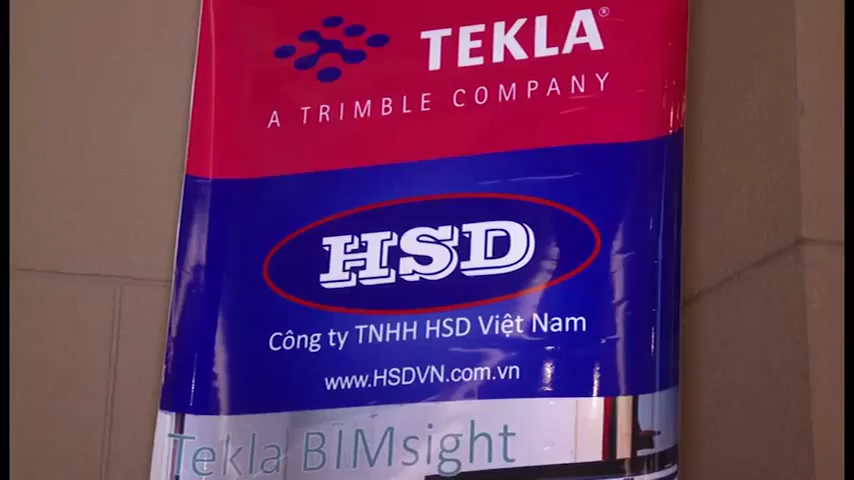 TEKLA®
A TRIMBLE COMPANY
HSD
Công ty TNHH HSD Việt Nam
www.HSDVN.com.vn
Tekla BIMsight